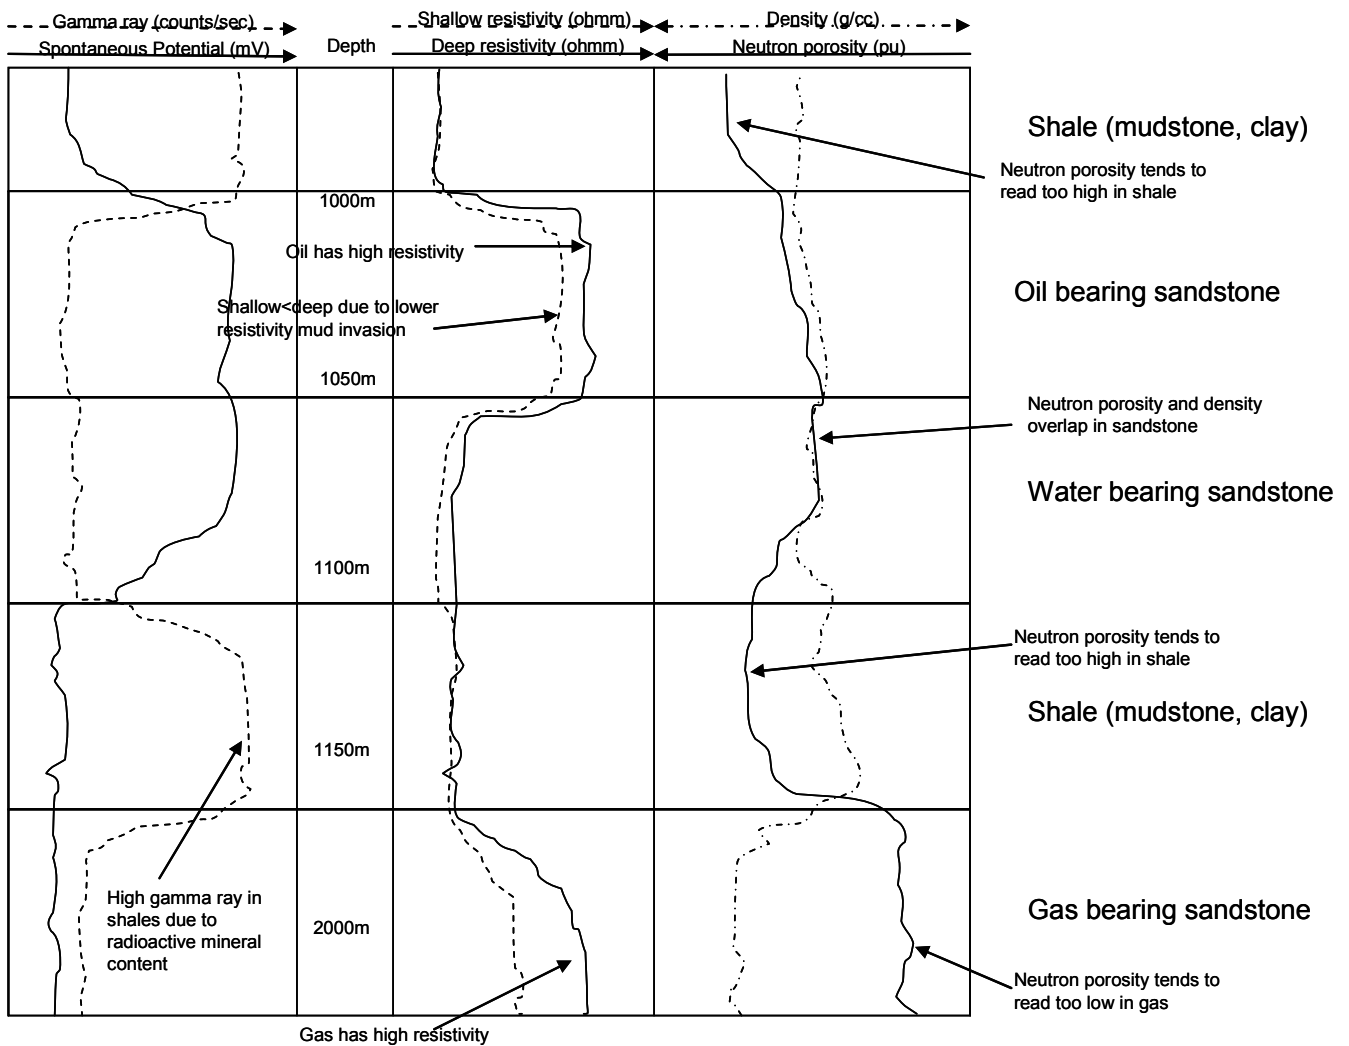 Gamma ray (counts/sec)
Spontaneous Potential (mV)
Depth
Shallow resistivity (ohmm)
Deep resistivity (ohmm)
Density (g/cc)
Neutron porosity (pu)
Shale (mudstone, clay)
Neutron porosity tends to
read too high in shale
1000m
Oil has high resistivity
Oil bearing sandstone
Shallow<deep due to lower
resistivity mud invasion
1050m
Neutron porosity and density
overlap in sandstone
Water bearing sandstone
1100m
Neutron porosity tends to
read too high in shale
Shale (mudstone, clay)
1150m
High gamma ray in
shales due to
radioactive mineral
content
2000m
Gas bearing sandstone
Neutron porosity tends to
read too low in gas
Gas has high resistivity